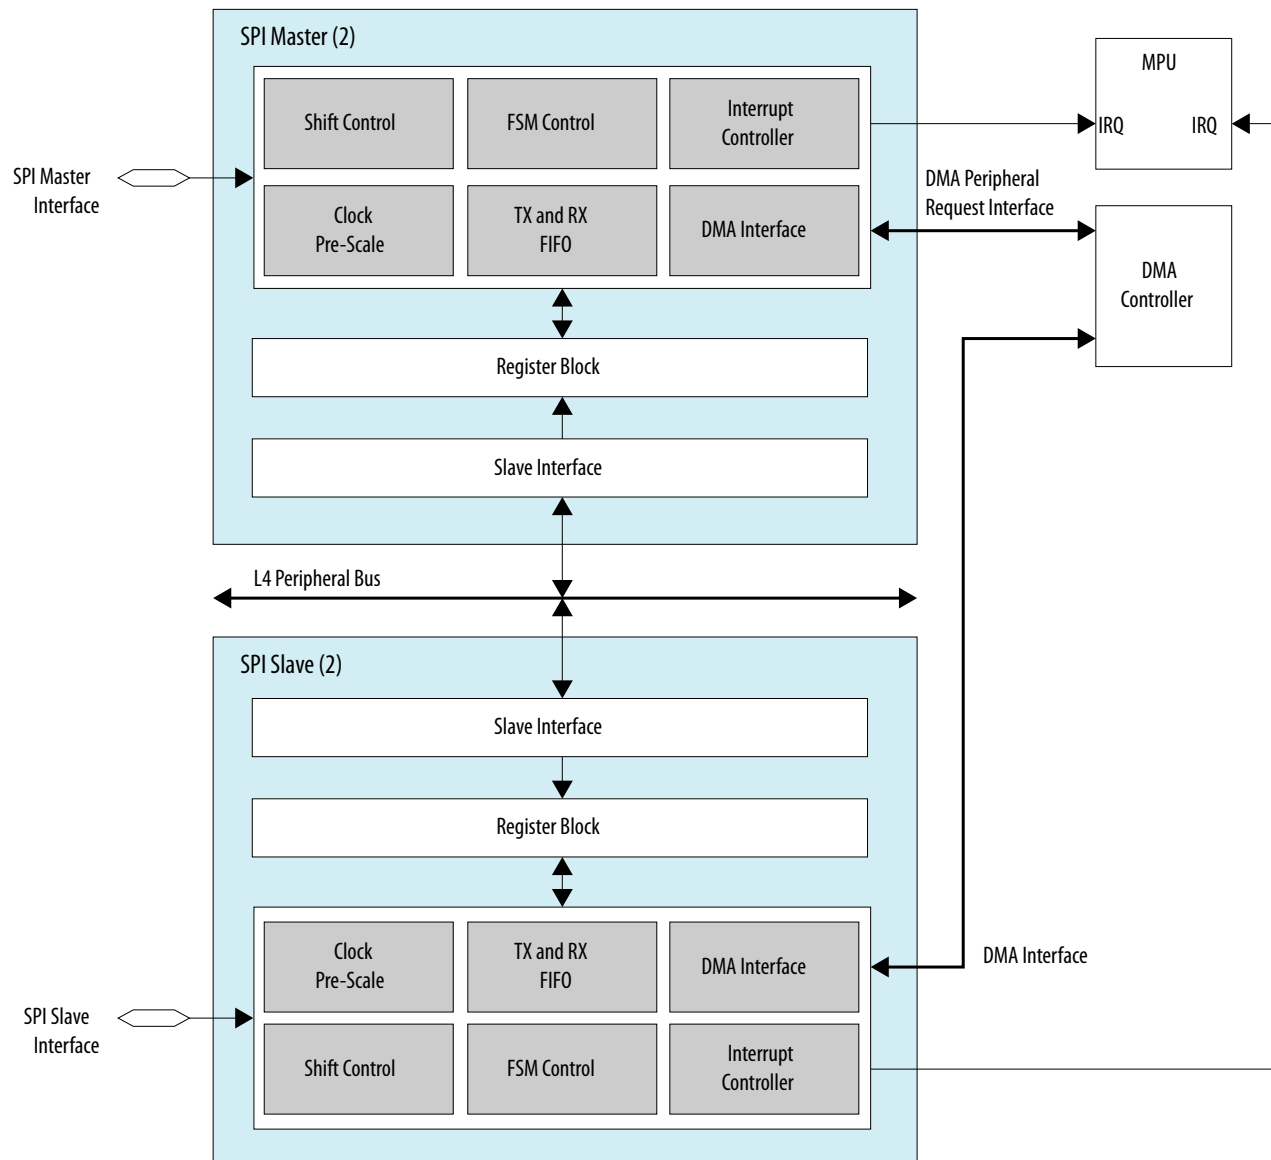 SPI Master (2)
MPU
IRQ
IRQ
Shift Control
FSM Control
Interrupt
Controller
SPI Master
Interface
DMA Peripheral
Request Interface
Clock
Pre-Scale
TX and RX
FIFO
DMA Interface
DMA
Controller
Register Block
Slave Interface
L4 Peripheral Bus
SPI Slave (2)
Slave Interface
Register Block
Clock
Pre-Scale
TX and RX
FIFO
DMA Interface
DMA Interface
SPI Slave
Interface
Shift Control
FSM Control
Interrupt
Controller